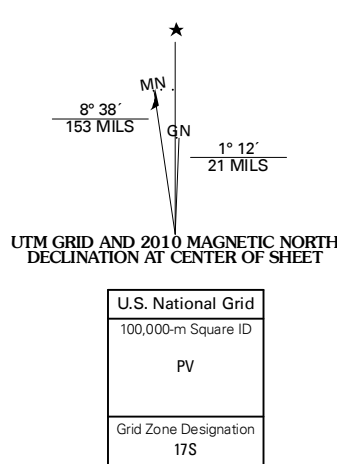 ★
MN
GN
8° 38´
153 MILS
1° 12´
21 MILS
UTM GRID AND 2010 MAGNETIC NORTH
DECLINATION AT CENTER OF SHEET
U.S. National Grid
100,000-m Square ID
PV
Grid Zone Designation
17S